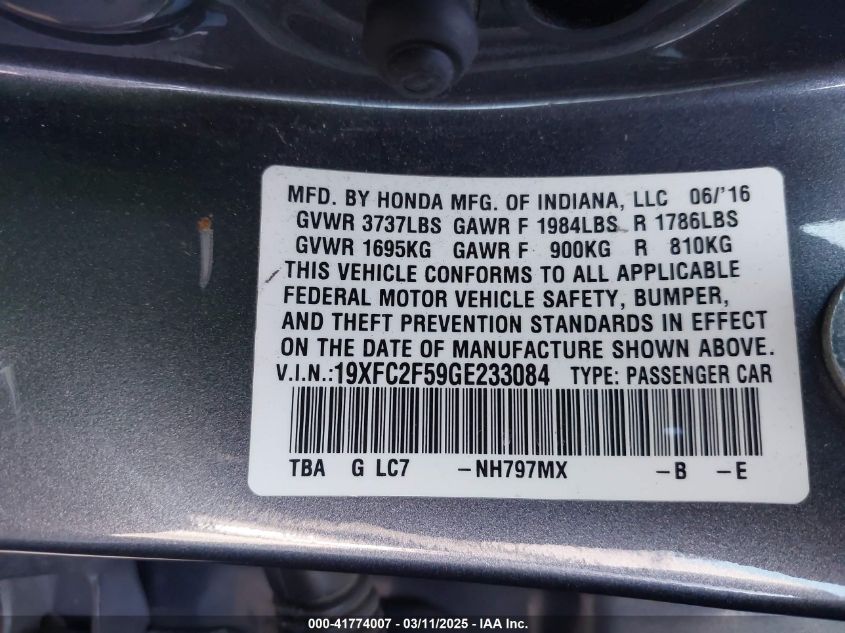 MFD. BY HONDA MFG. OF INDIANA, LLC 06/'16
GVWR 3737LBS GAWR F 1984LBS R 1786LBS
GVWR 1695KG GAWR F 900KG R 810KG
THIS VEHICLE CONFORMS TO ALL APPLICABLE
FEDERAL MOTOR VEHICLE SAFETY, BUMPER,
AND THEFT PREVENTION STANDARDS IN EFFECT
ON THE DATE OF MANUFACTURE SHOWN ABOVE.
V.I.N.:19XFC2F59GE233084 TYPE: PASSENGER CAR
TBA G LC7 -NH797MX -B -E
000-41774007 - 03/11/2025 - IAA Inc.